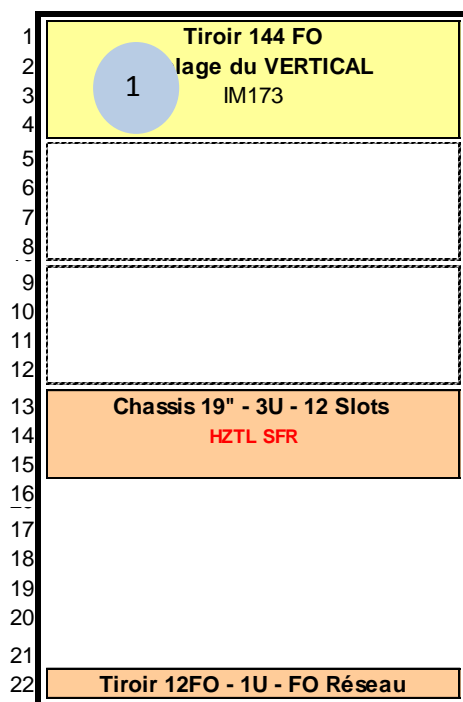 1 Tiroir 144 FO
2 lage du VERTICAL
1
3 IM173
4
5
6
7
8
9
10
11
12
13 Chassis 19" - 3U - 12 Slots
14 HZTL SFR
15
16
17
18
19
20
21
22 Tiroir 12FO - 1U - FO Réseau